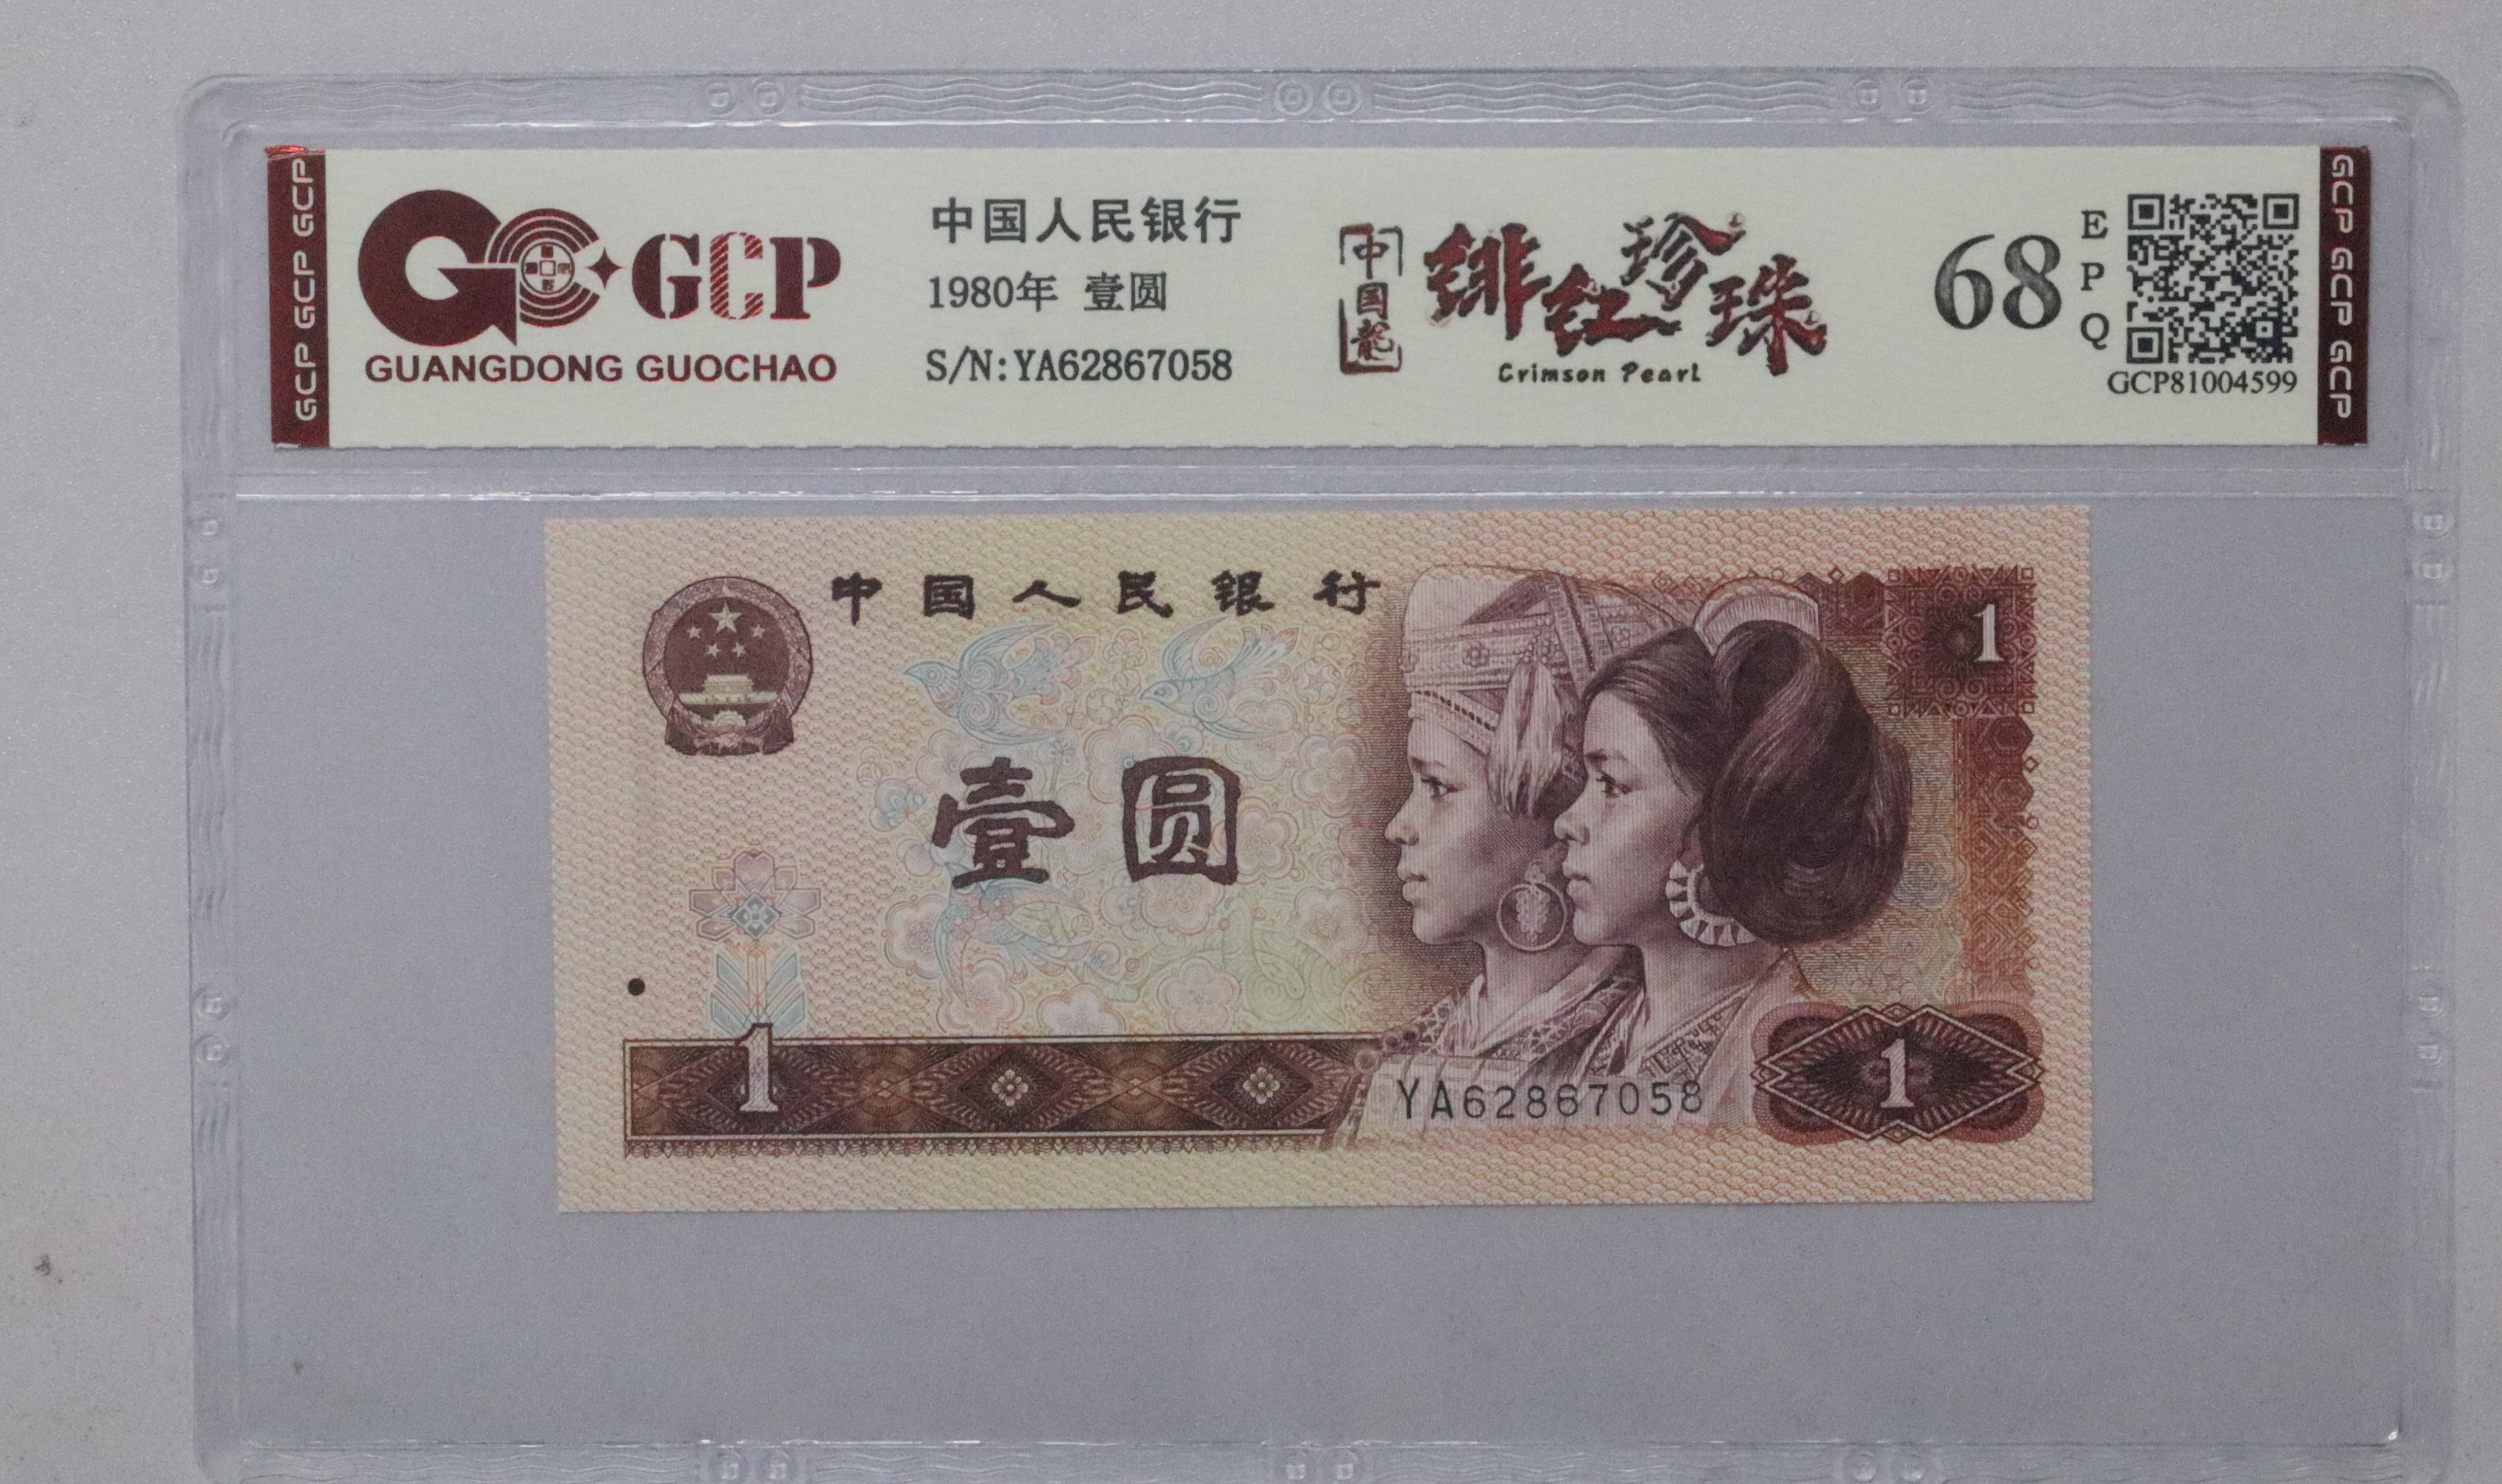 GCP GCP GCP
GCP
GUANGDONG GUOCHAO
中国人民银行
1980年 壹圆
S/N:YA62867058
中国龍
绯红珍珠
Crimson Pearl
68
EPQ
GCP81004599
GCP GCP GCP
中国人民银行
1
壹圆
1
YA62867058
1